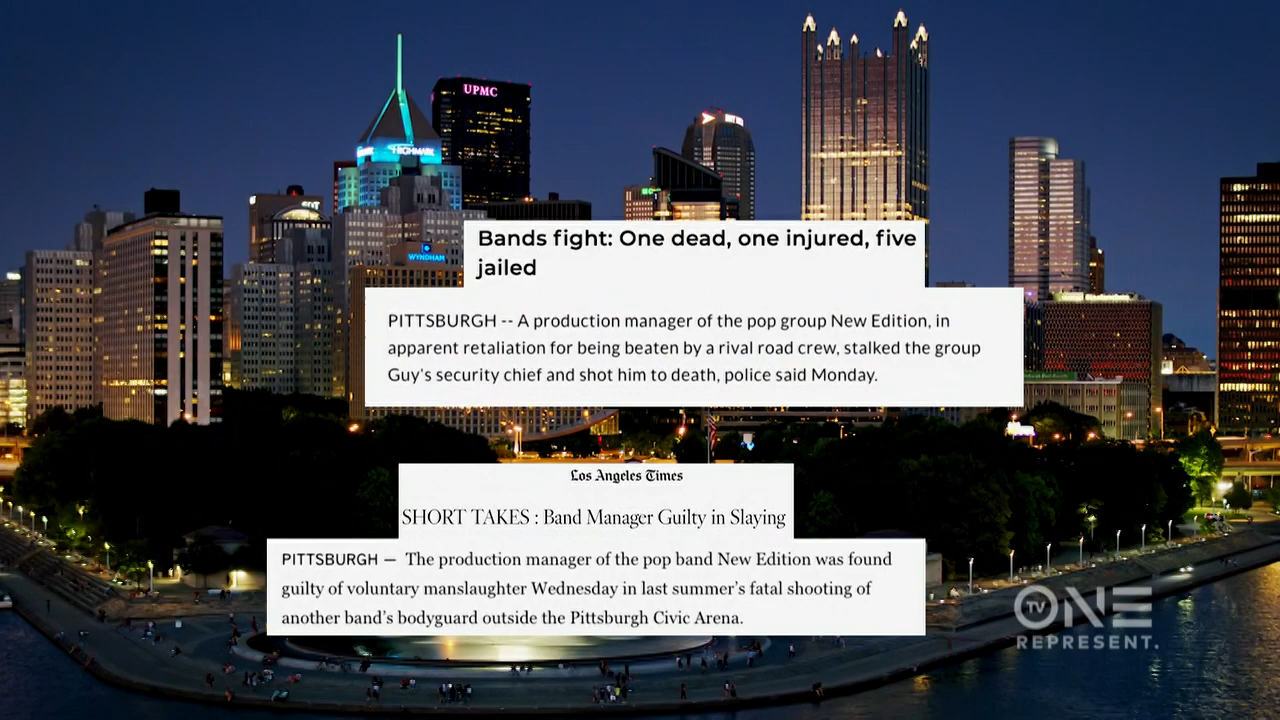 UPMC
HIGHMARK
WYNDHAM
Bands fight: One dead, one injured, five
jailed
PITTSBURGH -- A production manager of the pop group New Edition, in
apparent retaliation for being beaten by a rival road crew, stalked the group
Guy's security chief and shot him to death, police said Monday.
Los Angeles Times
SHORT TAKES : Band Manager Guilty in Slaying
PITTSBURGH — The production manager of the pop band New Edition was found
guilty of voluntary manslaughter Wednesday in last summer's fatal shooting of
another band's bodyguard outside the Pittsburgh Civic Arena.
TV ONE
REPRESENT.